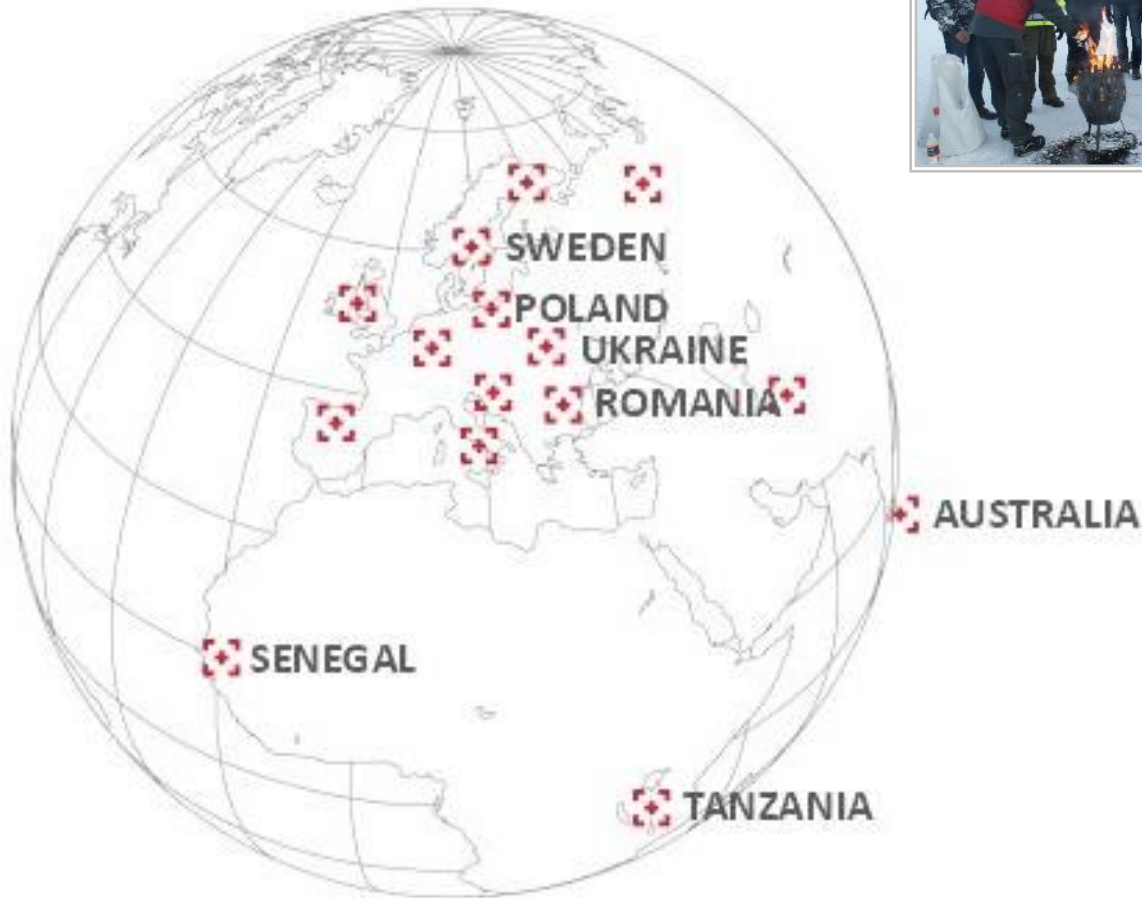 SWEDEN
POLAND
UKRAINE
ROMANIA
AUSTRALIA
SENEGAL
TANZANIA